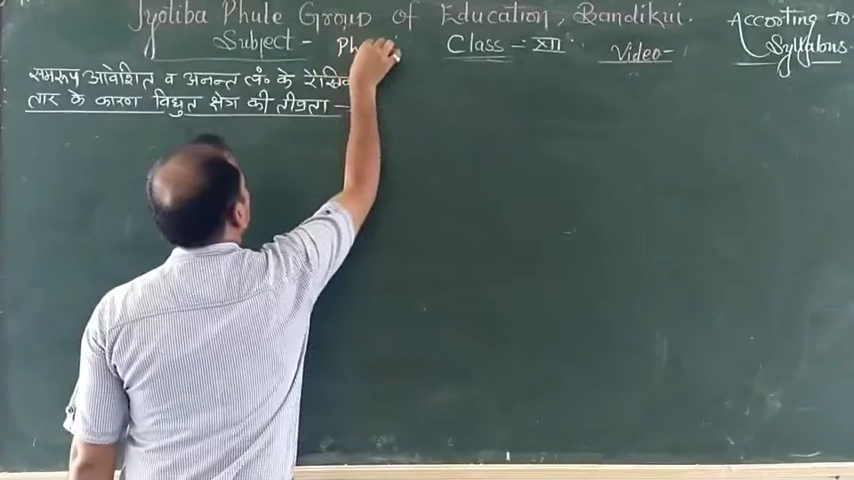 Jyotiba Phule Group of Education, Bandikui.
Subject - Ph
Class - XII
Video-
According to
Syllabus-
समरूप आवेशित व अनन्त लं० के
तार के कारण विधुत क्षेत्र की तीव्रता -